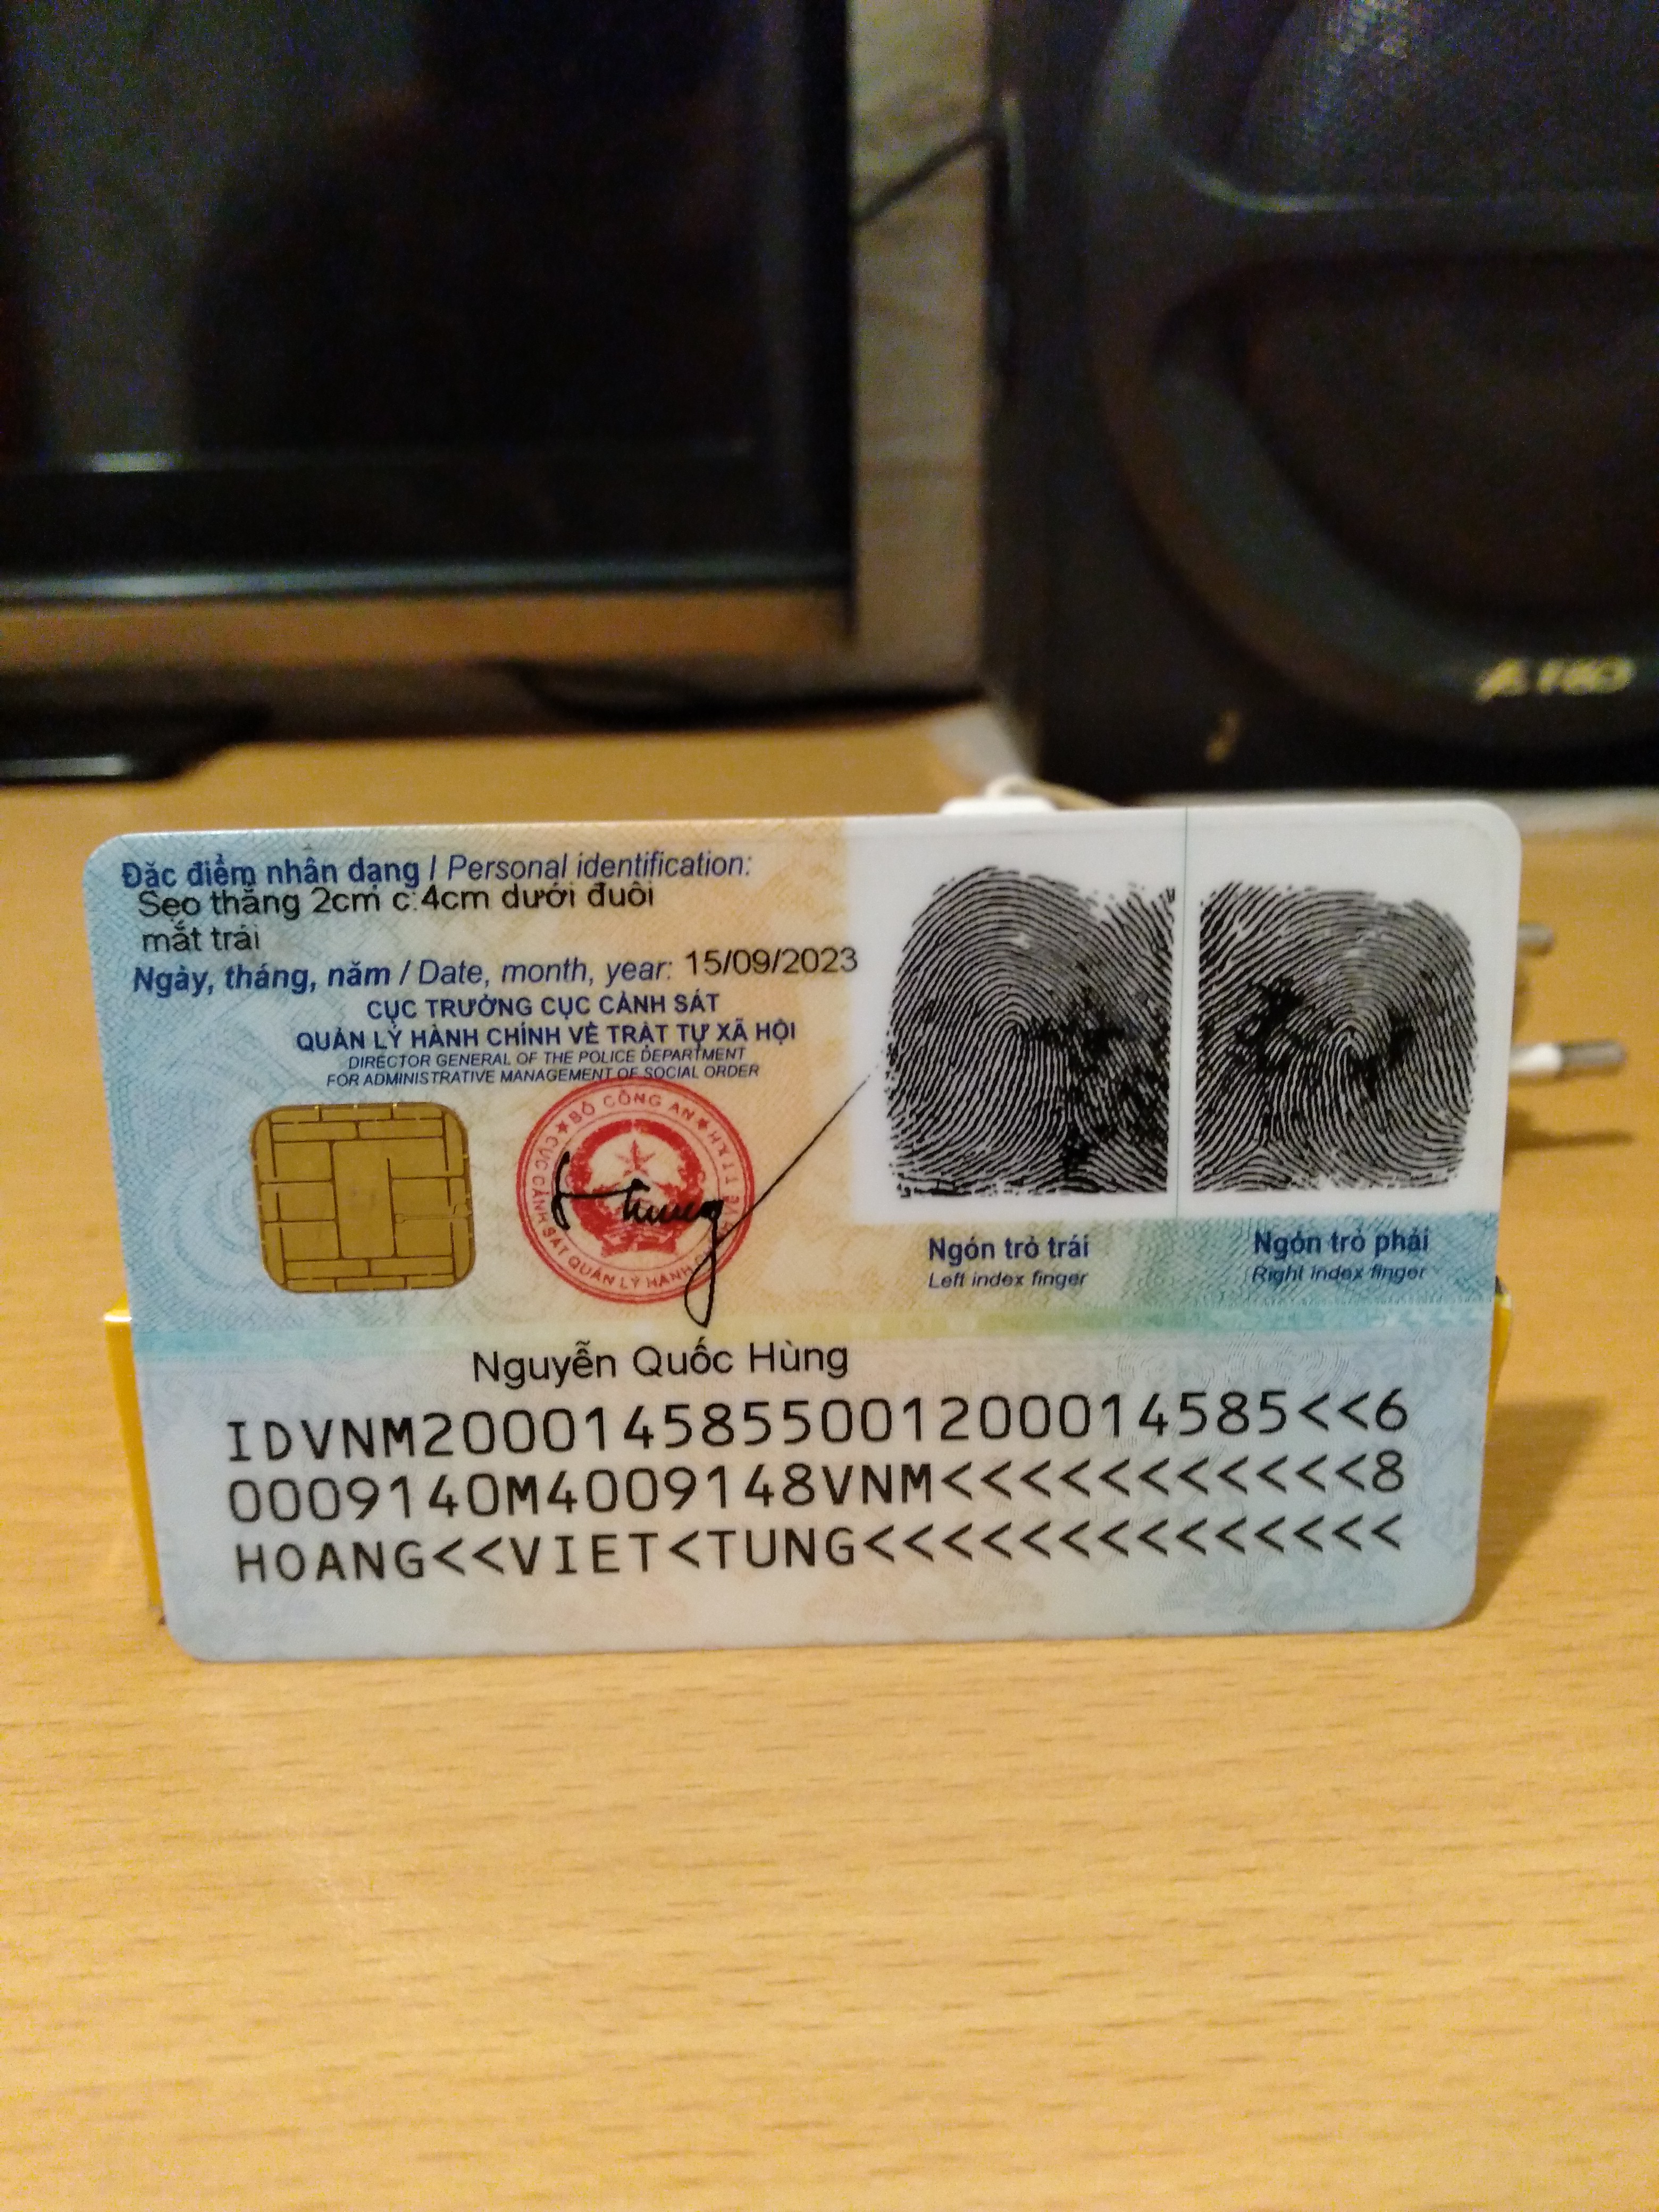 Đặc điểm nhân dạng / Personal identification:
Sẹo thẳng 2cm c:4cm dưới đuôi
mắt trái
Ngày, tháng, năm / Date, month, year: 15/09/2023
CỤC TRƯỞNG CỤC CẢNH SÁT
QUẢN LÝ HÀNH CHÍNH VỀ TRẬT TỰ XÃ HỘI
DIRECTOR GENERAL OF THE POLICE DEPARTMENT
FOR ADMINISTRATIVE MANAGEMENT OF SOCIAL ORDER
BỘ CÔNG AN
CỤC CẢNH SÁT QUẢN LÝ HÀNH
Ngón trỏ trái
Left index finger
Ngón trỏ phải
Right index finger
Nguyễn Quốc Hùng
IDVNM2000145855001200014585<<6
0009140M4009148VNM<<<<<<<<<<<8
HOANG<<VIET<TUNG<<<<<<<<<<<<<<